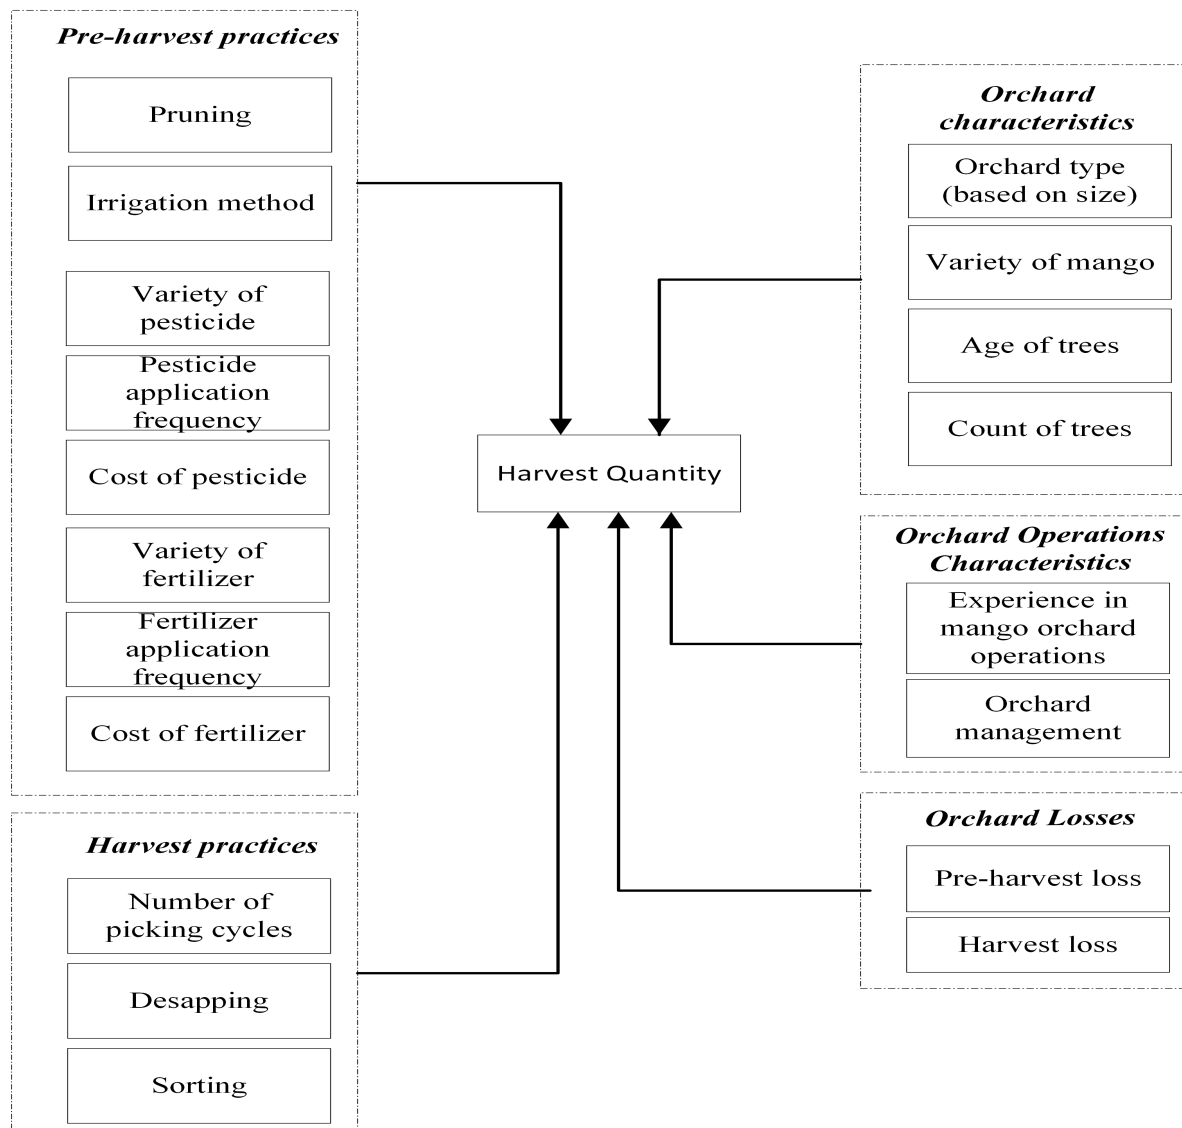 Pre-harvest practices
Pruning
Irrigation method
Variety of
pesticide
Pesticide
application
frequency
Cost of pesticide
Variety of
fertilizer
Fertilizer
application
frequency
Cost of fertilizer
Harvest practices
Number of
picking cycles
Desapping
Sorting
Harvest Quantity
Orchard
characteristics
Orchard type
(based on size)
Variety of mango
Age of trees
Count of trees
Orchard Operations
Characteristics
Experience in
mango orchard
operations
Orchard
management
Orchard Losses
Pre-harvest loss
Harvest loss